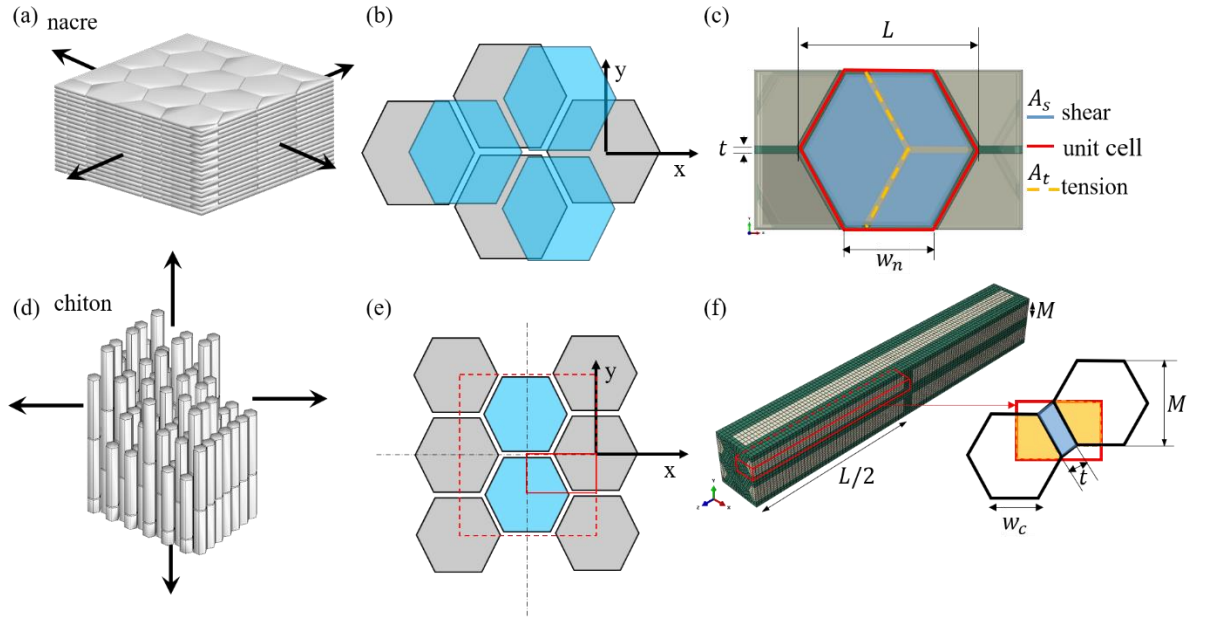 (a)
nacre
(b)
y
x
(c)
L
t
w_n
A_s shear
unit cell
A_t tension
(d)
chiton
(e)
y
x
(f)
M
L/2
M
t
w_c